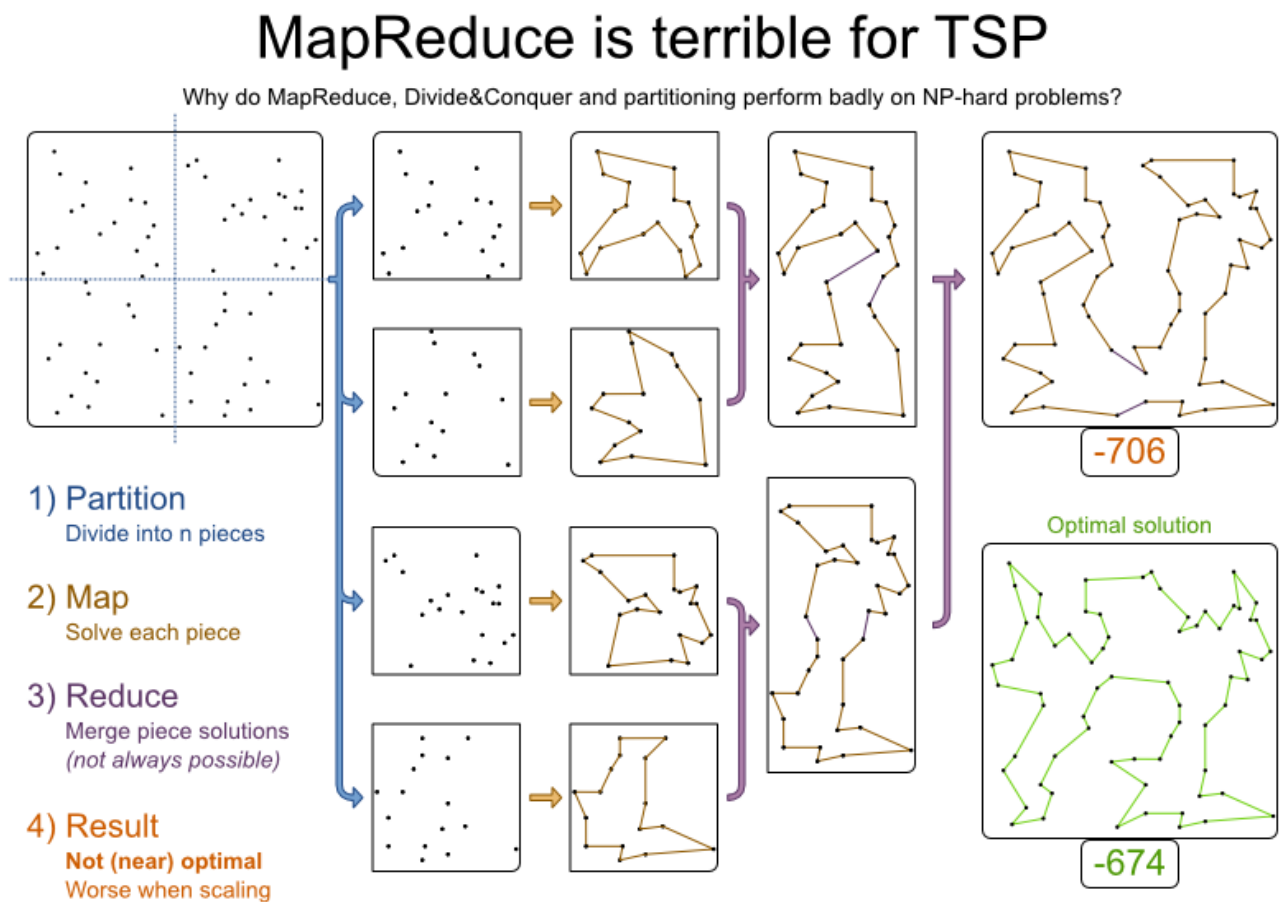 MapReduce is terrible for TSP
Why do MapReduce, Divide&Conquer and partitioning perform badly on NP-hard problems?
-706
1) Partition
Divide into n pieces
Optimal solution
2) Map
Solve each piece
3) Reduce
Merge piece solutions
(not always possible)
4) Result
Not (near) optimal
Worse when scaling
-674